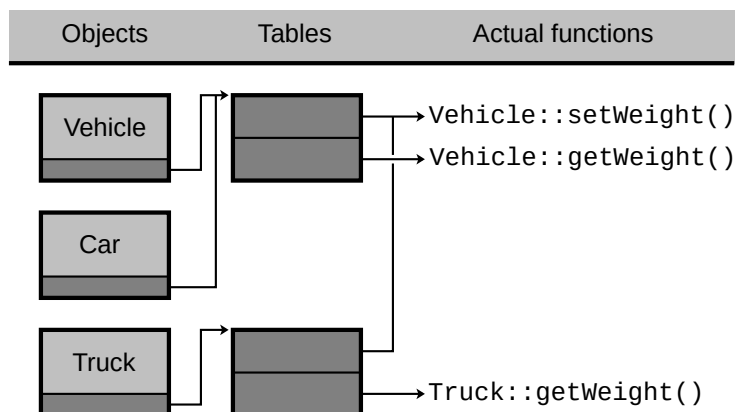 Objects Tables Actual functions
Vehicle
Vehicle::setWeight()
Vehicle::getWeight()
Car
Truck
Truck::getWeight()